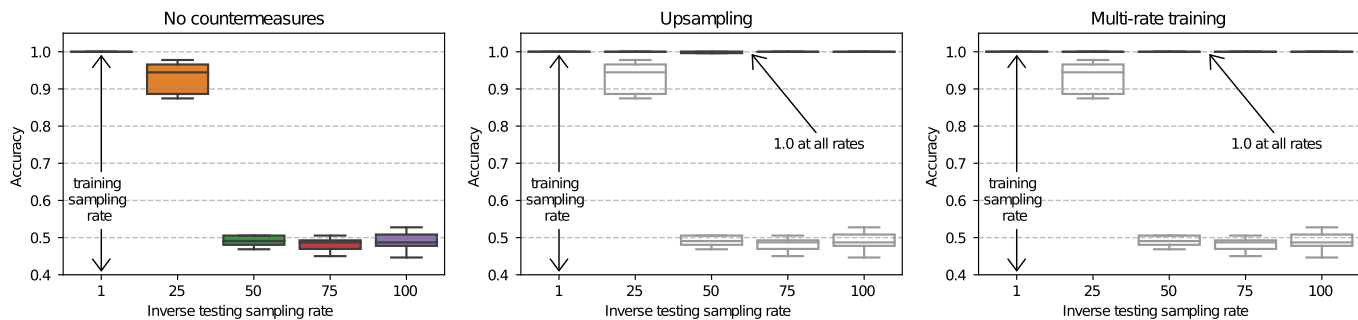 No countermeasures
Accuracy
1.0
0.9
0.8
0.7
0.6
0.5
0.4
training
sampling
rate
1 25 50 75 100
Inverse testing sampling rate
Upsampling
Accuracy
1.0
0.9
0.8
0.7
0.6
0.5
0.4
1.0 at all rates
training
sampling
rate
1 25 50 75 100
Inverse testing sampling rate
Multi-rate training
Accuracy
1.0
0.9
0.8
0.7
0.6
0.5
0.4
1.0 at all rates
training
sampling
rate
1 25 50 75 100
Inverse testing sampling rate